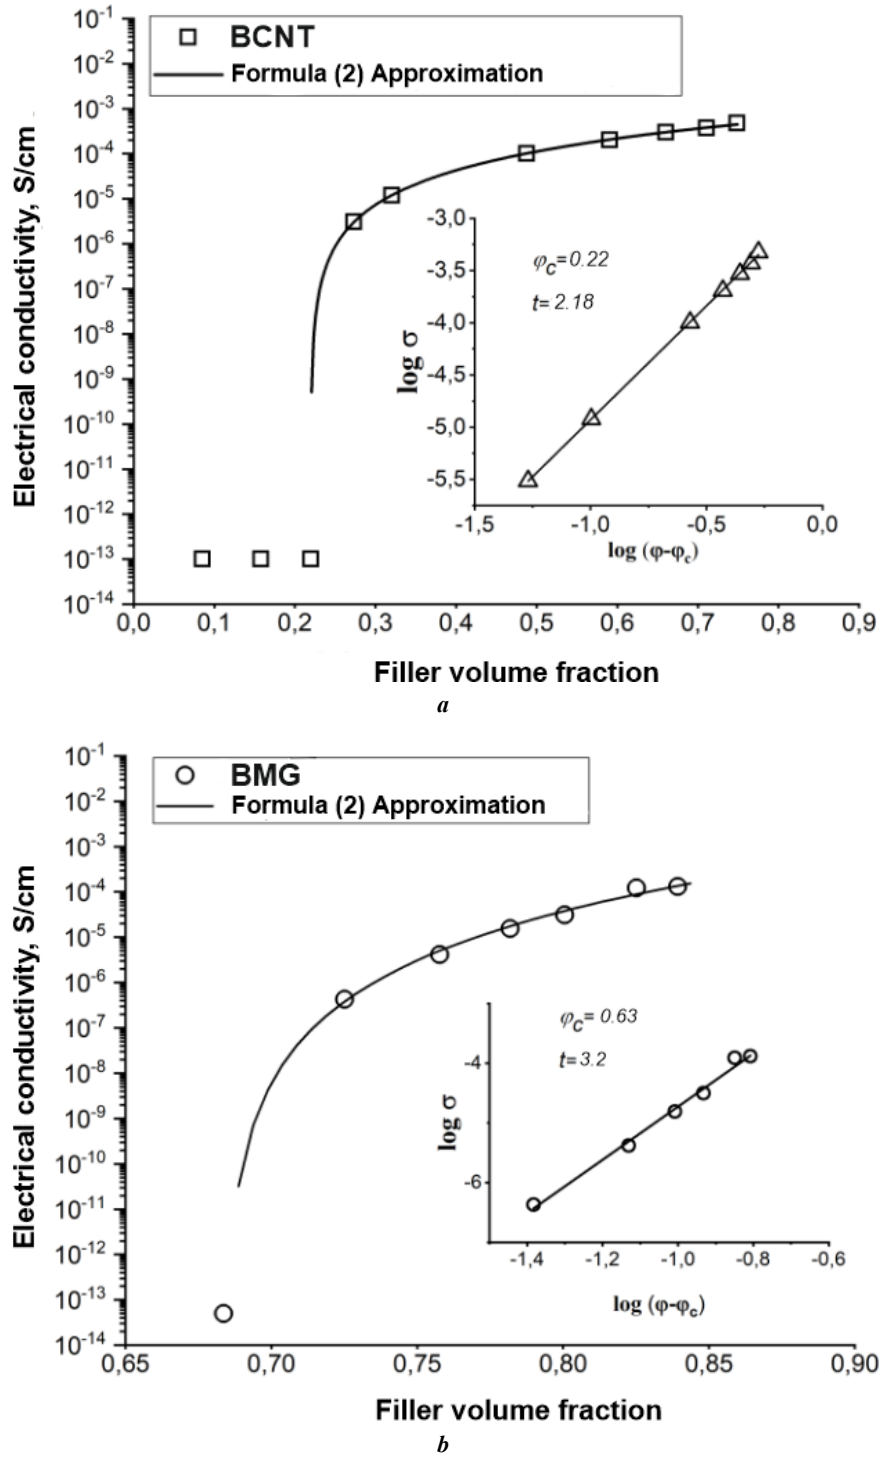 10-1
BCNT
10-2
Formula (2) Approximation
10-3
10-4
10-5
10-6
10-7
10-8
10-9
10-10
10-11
10-12
10-13
10-14
Electrical conductivity, S/cm
-3,0
φc=0.22
-3,5
t=2.18
-4,0
log σ
-4,5
-5,0
-5,5
-1,5 -1,0 -0,5 0,0
log (φ-φc)
0,0 0,1 0,2 0,3 0,4 0,5 0,6 0,7 0,8 0,9
Filler volume fraction
a
10-1
BMG
10-2
Formula (2) Approximation
10-3
10-4
10-5
10-6
10-7
10-8
10-9
10-10
10-11
10-12
10-13
10-14
Electrical conductivity, S/cm
φc= 0.63
t=3.2
-4
log σ
-6
-1,4 -1,2 -1,0 -0,8 -0,6
log (φ-φc)
0,65 0,70 0,75 0,80 0,85 0,90
Filler volume fraction
b